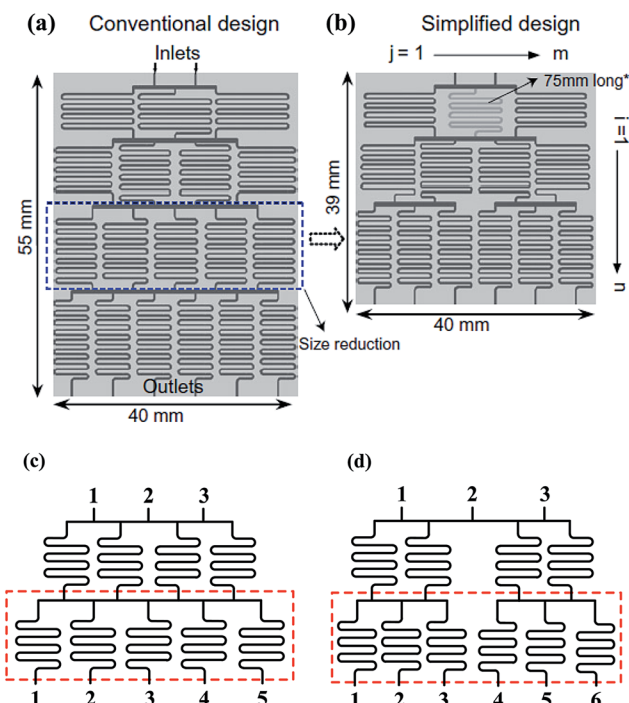 (a) Conventional design
Inlets
55 mm
Outlets
40 mm
Size reduction
(b) Simplified design
j = 1 m
75mm long*
i =1
n
39 mm
40 mm
(c)
1 2 3
1 2 3 4 5
(d)
1 2 3
1 2 3 4 5 6